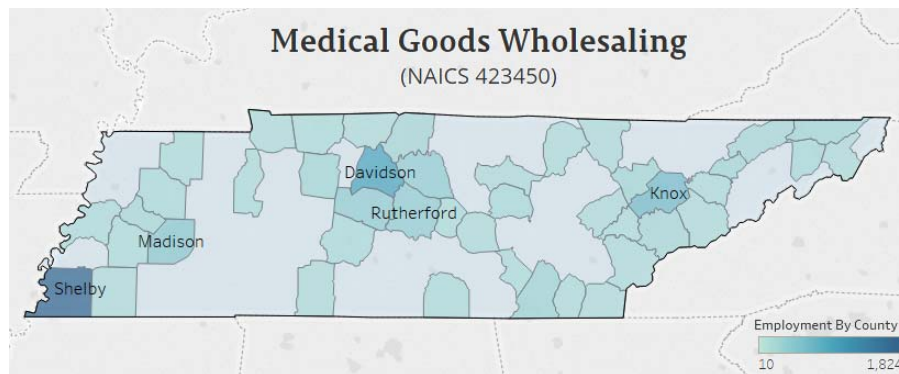 Medical Goods Wholesaling
(NAICS 423450)
Davidson
Knox
Rutherford
Madison
Shelby
Employment By County
10 1,824